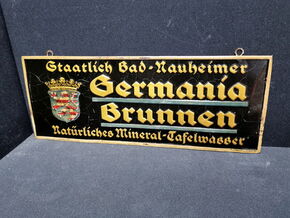 Staatlich Bad-Nauheimer
Germania
Brunnen
Natürliches Mineral-Tafelwasser